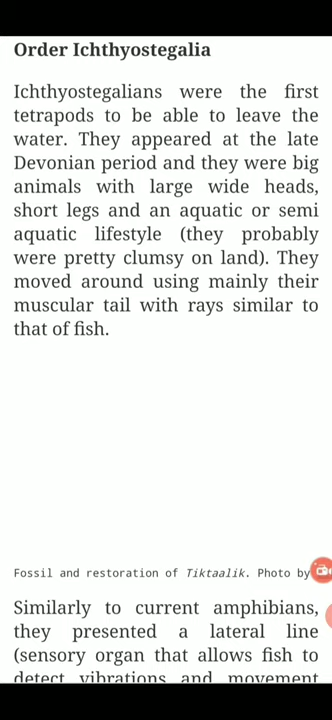 Order Ichthyostegalia
Ichthyostegalians were the first
tetrapods to be able to leave the
water. They appeared at the late
Devonian period and they were big
animals with large wide heads,
short legs and an aquatic or semi
aquatic lifestyle (they probably
were pretty clumsy on land). They
moved around using mainly their
muscular tail with rays similar to
that of fish.
Fossil and restoration of Tiktaalik. Photo by
Similarly to current amphibians,
they presented a lateral line
(sensory organ that allows fish to
detect vibrations and movement